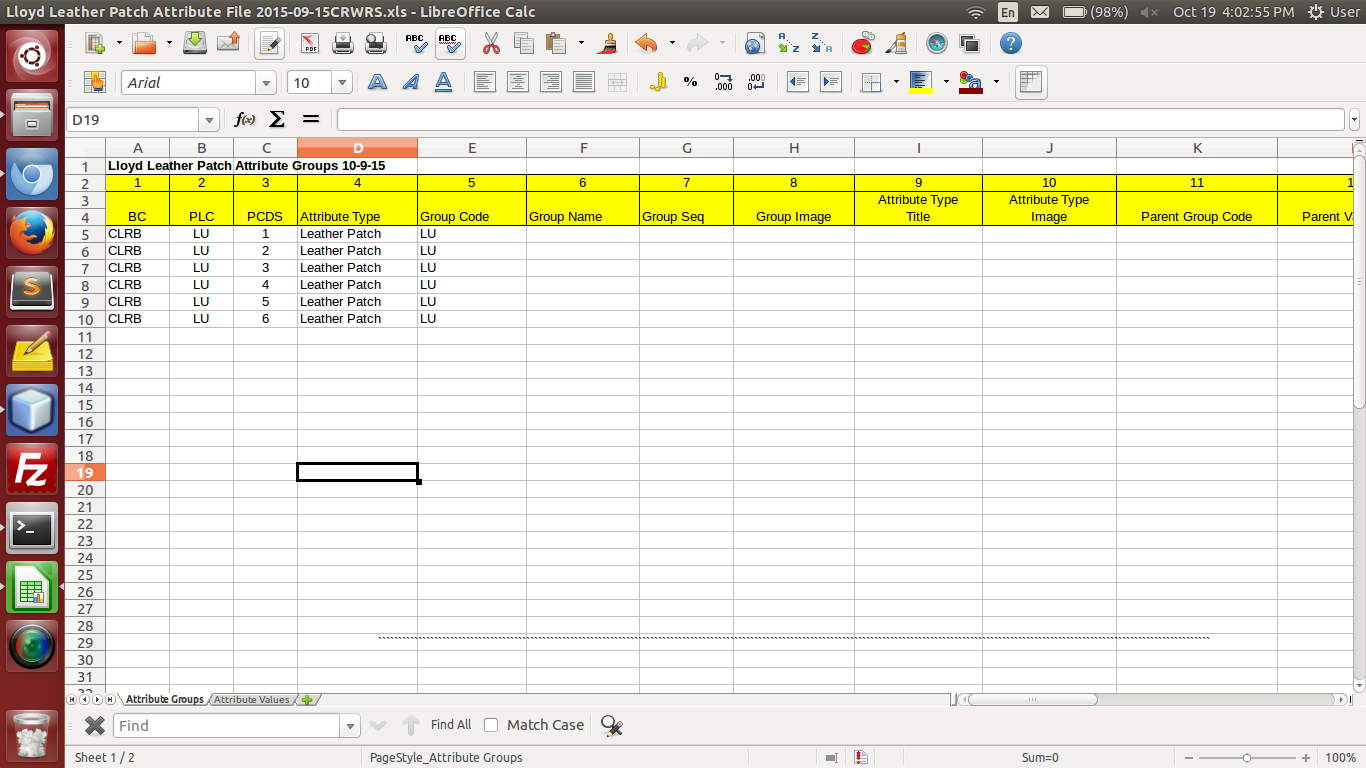 Lloyd Leather Patch Attribute File 2015-09-15CRWRS.xls - LibreOffice Calc
En (98%) Oct 19 4:02:55 PM User
Arial 10
D19
A B C D E F G H I J K
1 Lloyd Leather Patch Attribute Groups 10-9-15
2 1 2 3 4 5 6 7 8 9 10 11 1
3 Attribute Type Attribute Type
4 BC PLC PCDS Attribute Type Group Code Group Name Group Seq Group Image Title Image Parent Group Code Parent V
5 CLRB LU 1 Leather Patch LU
6 CLRB LU 2 Leather Patch LU
7 CLRB LU 3 Leather Patch LU
8 CLRB LU 4 Leather Patch LU
9 CLRB LU 5 Leather Patch LU
10 CLRB LU 6 Leather Patch LU
11
12
13
14
15
16
17
18
19
20
21
22
23
24
25
26
27
28
29
30
31
Attribute Groups Attribute Values
Find Find All Match Case
Sheet 1 / 2 PageStyle_Attribute Groups Sum=0 100%